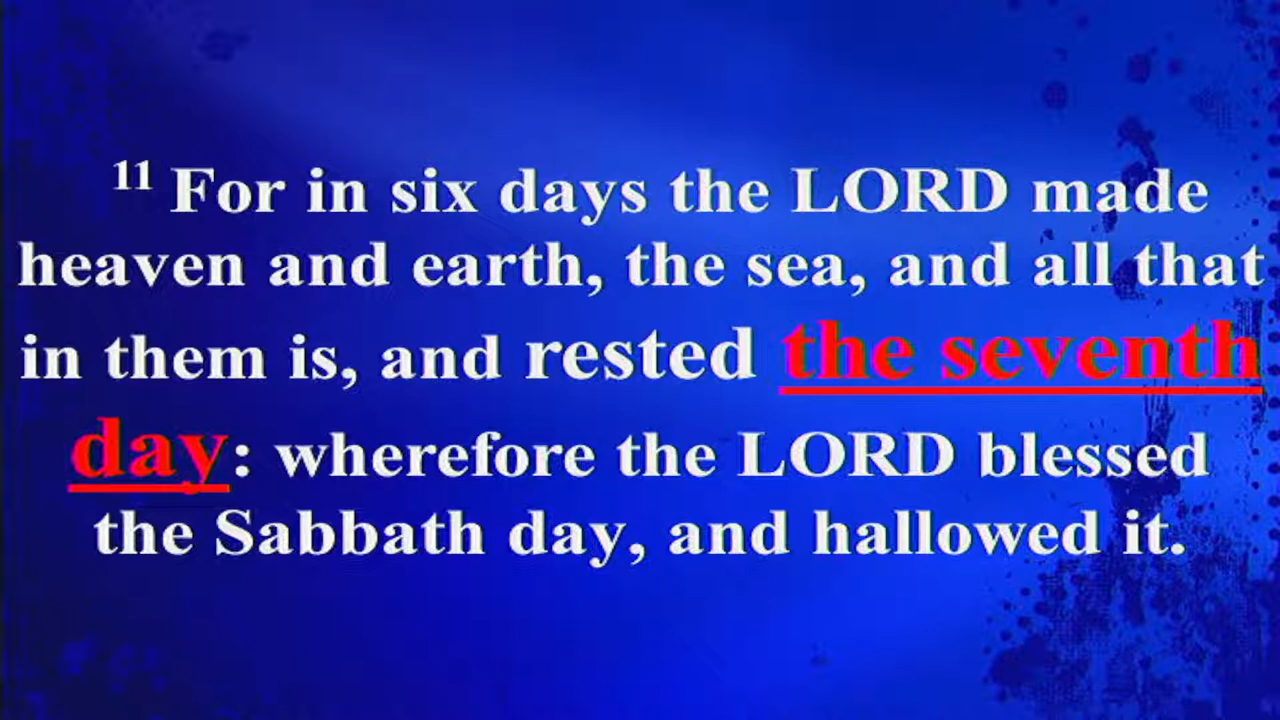 11 For in six days the LORD made
heaven and earth, the sea, and all that
in them is, and rested the seventh
day: wherefore the LORD blessed
the Sabbath day, and hallowed it.